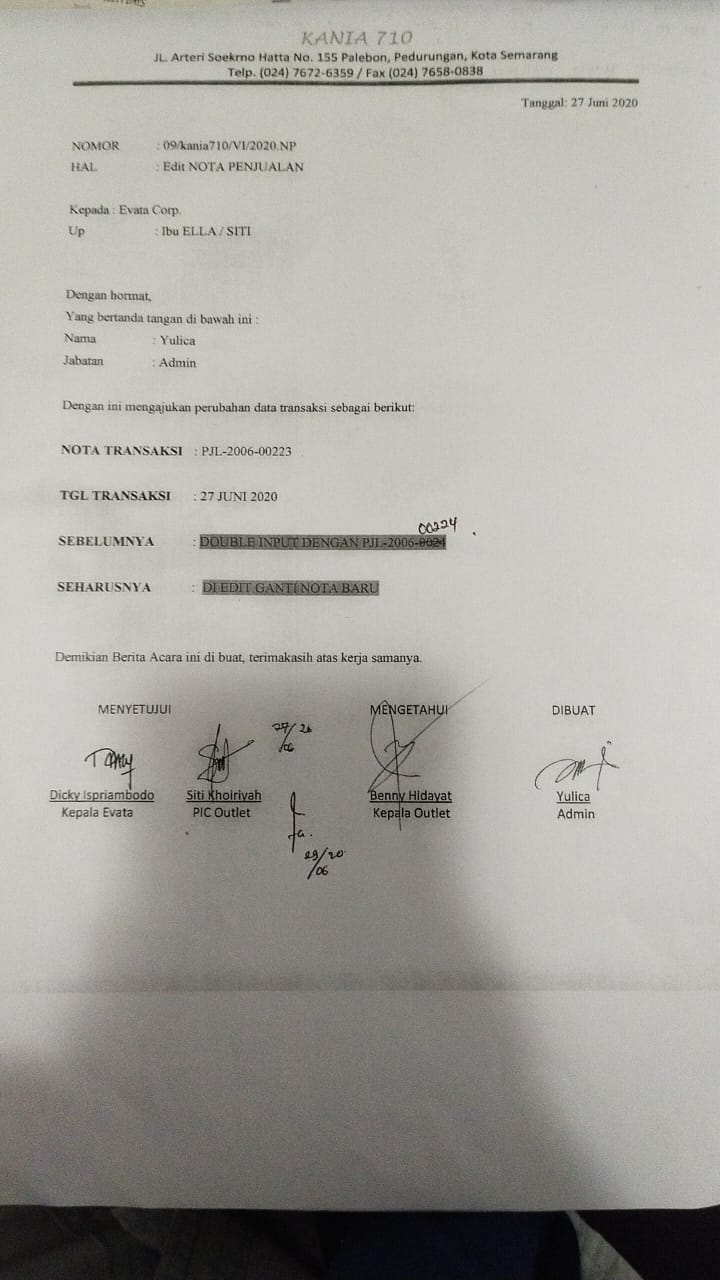 KANIA 710
JL. Arteri Soekrno Hatta No. 155 Palebon, Pedurungan, Kota Semarang
Telp. (024) 7672-6359 / Fax (024) 7658-0838
Tanggal: 27 Juni 2020
NOMOR : 09/kania710/VI/2020.NP
HAL : Edit NOTA PENJUALAN
Kepada : Evata Corp.
Up : Ibu ELLA / SITI
Dengan hormat,
Yang bertanda tangan di bawah ini :
Nama : Yulica
Jabatan : Admin
Dengan ini mengajukan perubahan data transaksi sebagai berikut:
NOTA TRANSAKSI : PJL-2006-00223
TGL TRANSAKSI : 27 JUNI 2020
00224
SEBELUMNYA : DOUBLE INPUT DENGAN PJL-2006-0024
SEHARUSNYA : DI EDIT GANTI NOTA BARU
Demikian Berita Acara ini di buat, terimakasih atas kerja samanya.
MENYETUJUI MENGETAHUI DIBUAT
Dicky Ispriambodo Siti Khoiriyah Benny Hidayat Yulica
Kepala Evata PIC Outlet Kepala Outlet Admin
29/20
/06